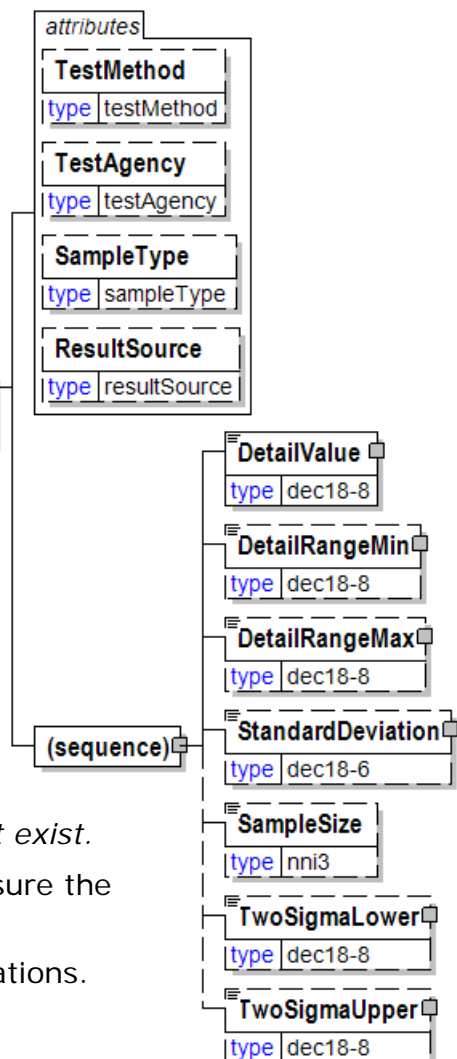 attributes
TestMethod
type testMethod
TestAgency
type testAgency
SampleType
type sampleType
ResultSource
type resultSource
DetailValue
type dec18-8
DetailRangeMin
type dec18-8
DetailRangeMax
type dec18-8
(sequence)
StandardDeviation
type dec18-6
SampleSize
type nni3
TwoSigmaLower
type dec18-8
TwoSigmaUpper
type dec18-8
exist.
the